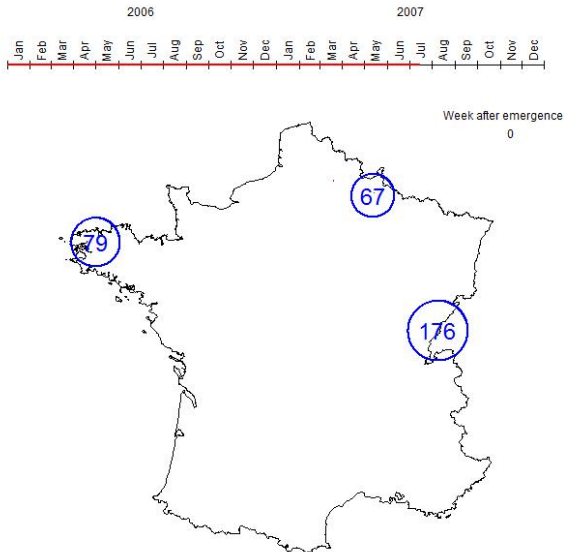 2006 2007
Jan Feb Mar Apr May Jun Jul Aug Sep Oct Nov Dec Jan Feb Mar Apr May Jun Jul Aug Sep Oct Nov Dec
Week after emergence
0
67
79
176